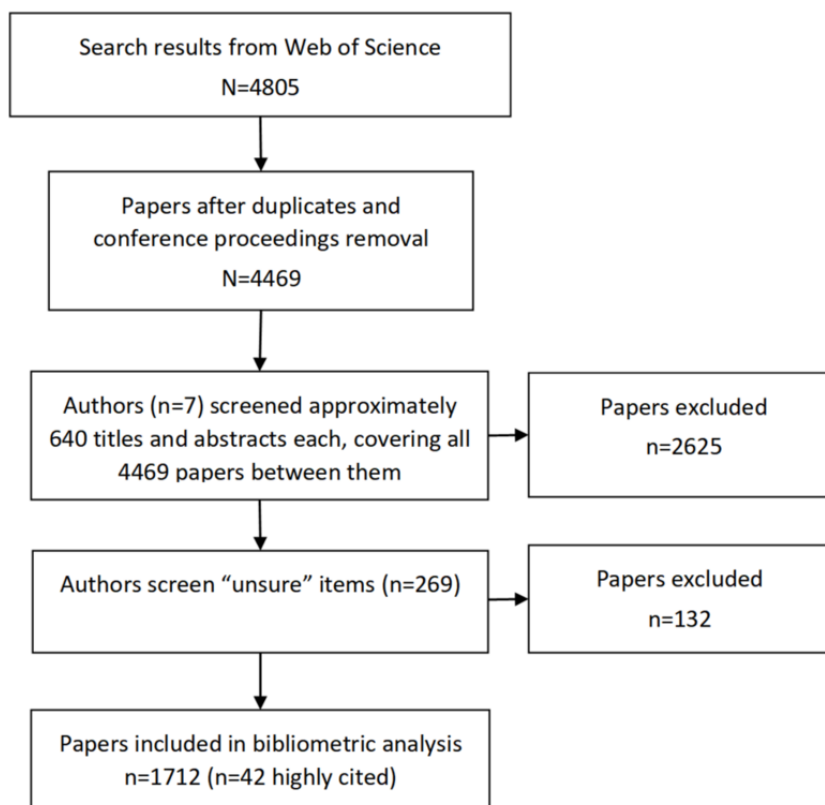 Search results from Web of Science
N=4805
Papers after duplicates and
conference proceedings removal
N=4469
Authors (n=7) screened approximately
640 titles and abstracts each, covering all
4469 papers between them
Papers excluded
n=2625
Authors screen “unsure” items (n=269)
Papers excluded
n=132
Papers included in bibliometric analysis
n=1712 (n=42 highly cited)